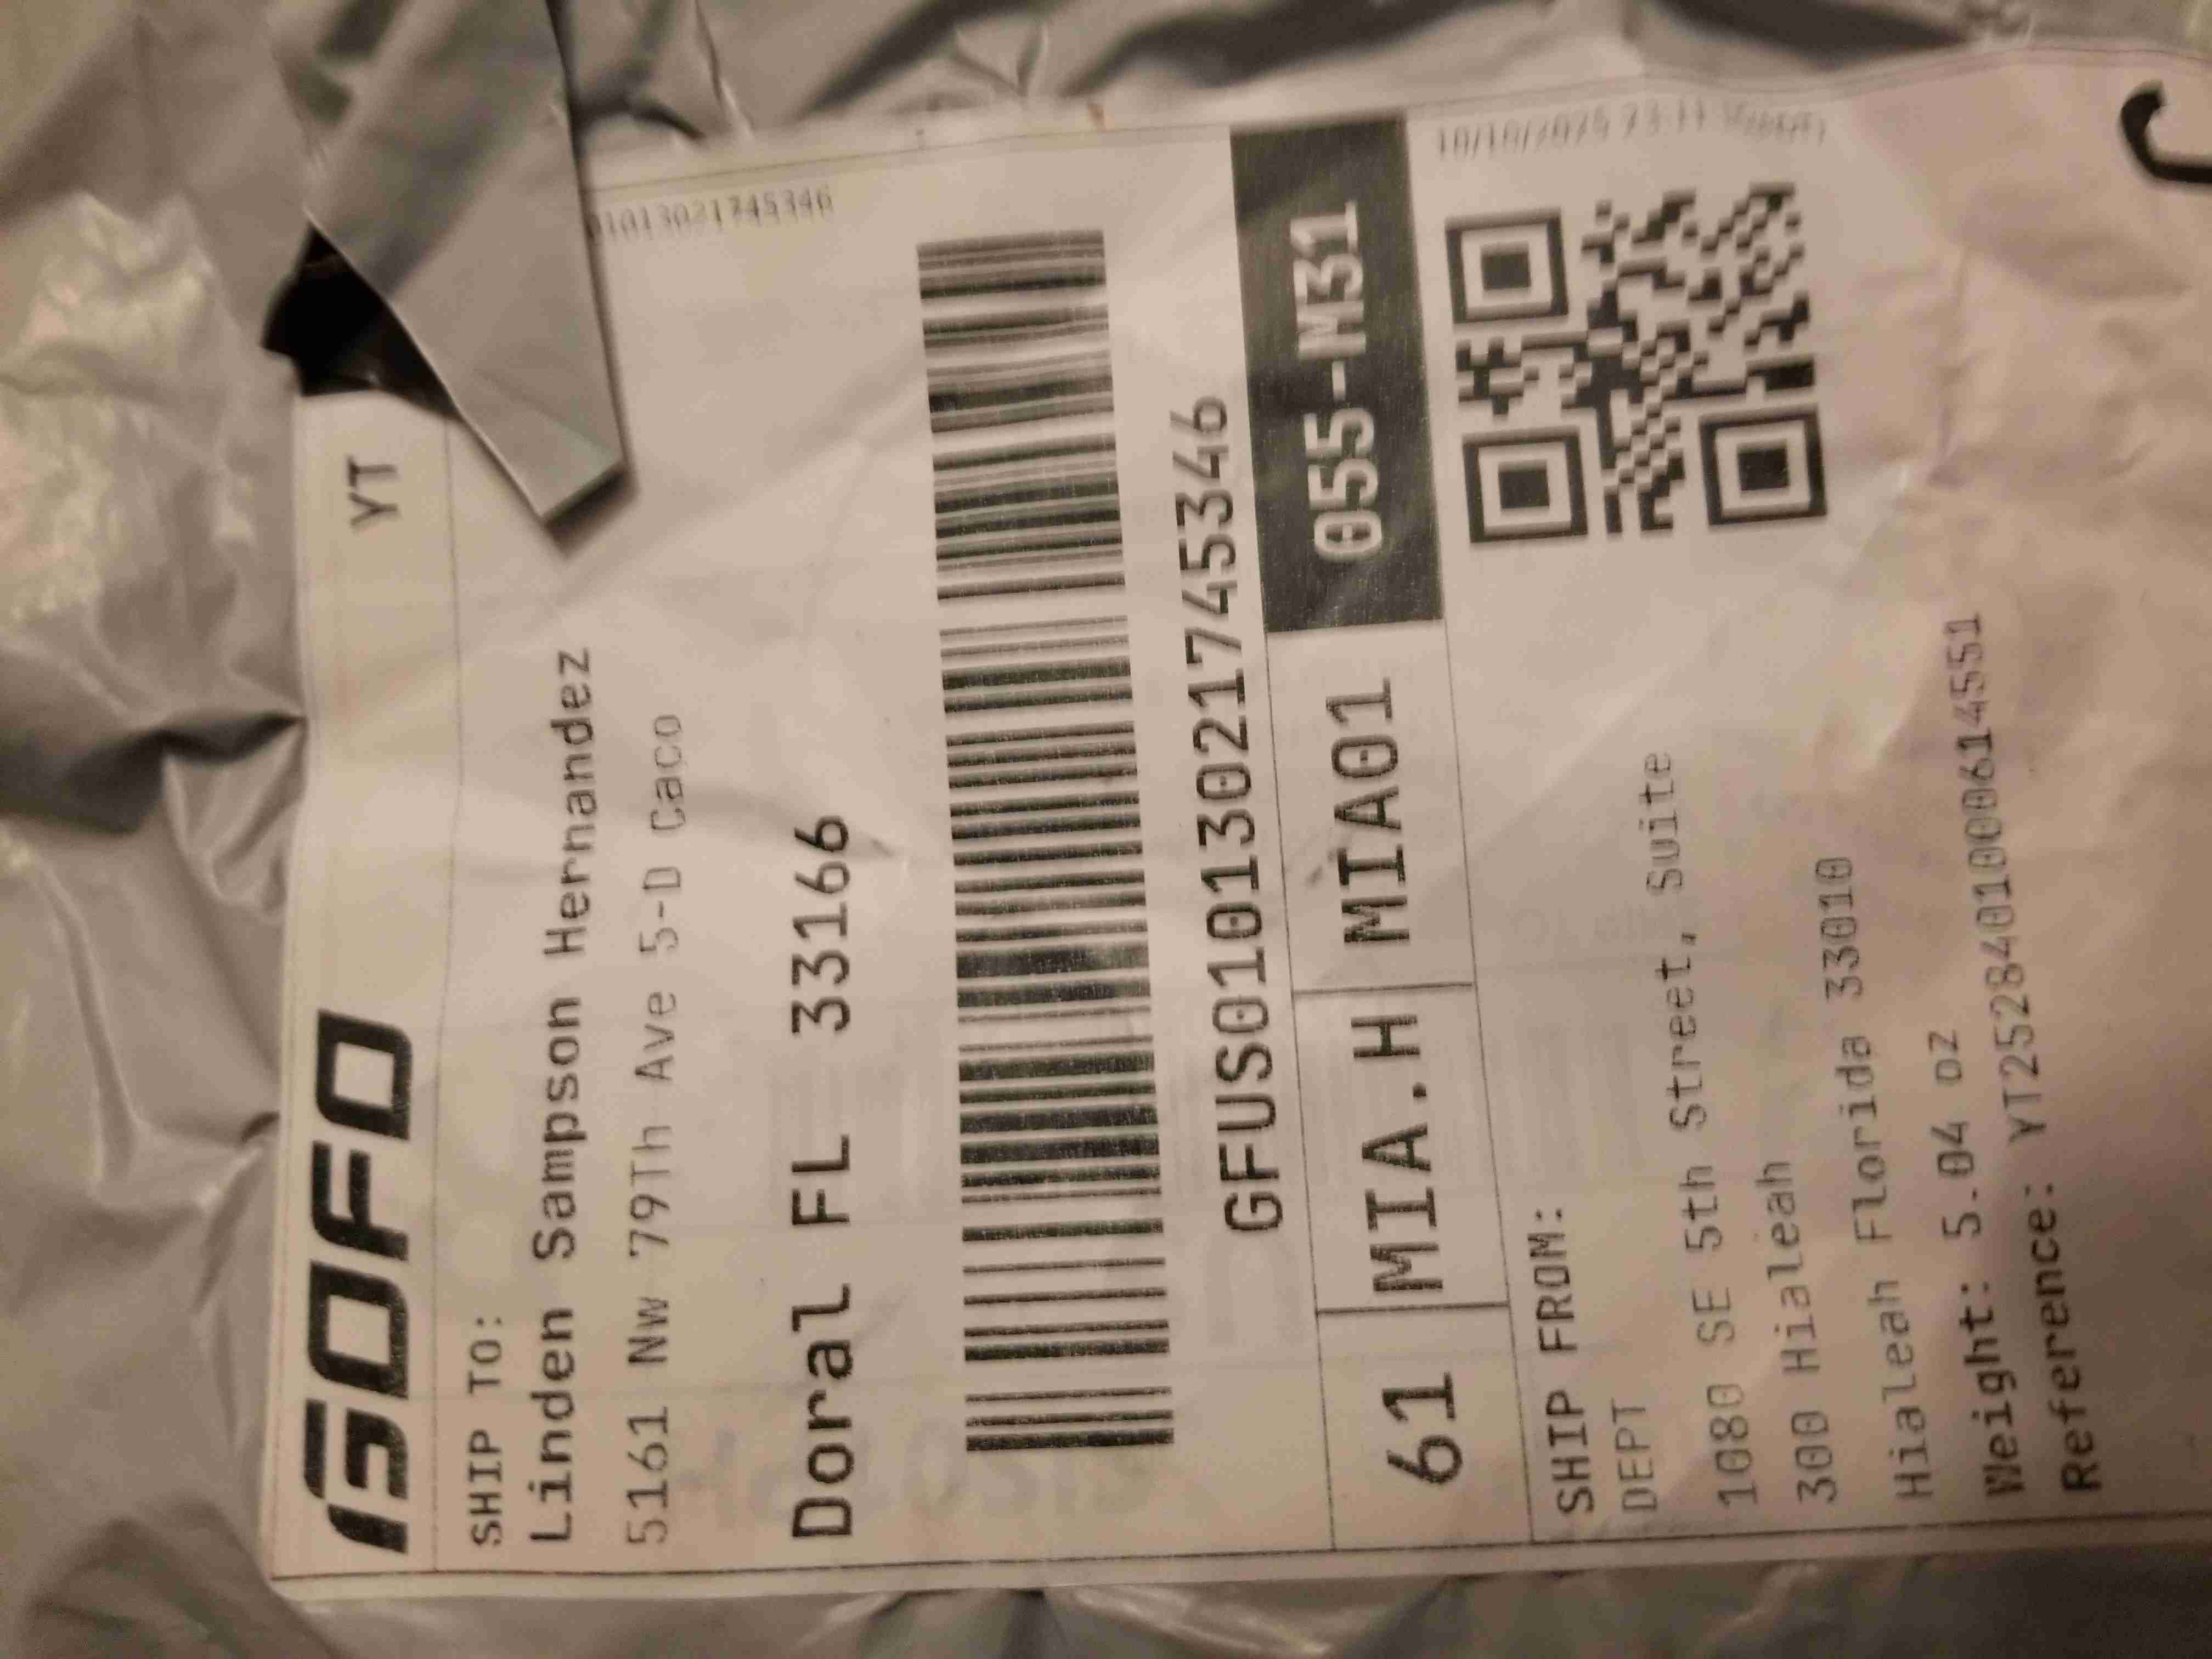 GOFO
YT
SHIP TO:
Linden Sampson Hernandez
5161 Nw 79Th Ave 5-D Caco
01013021745346
Doral FL 33166
GFUS01013021745346
61 MIA.H MIA01 055-M31
SHIP FROM:
DEPT
1080 SE 5th Street, Suite
300 Hialeah
Hialeah Florida 33010
Weight: 5.04 oz
Reference: YT2528401000614551